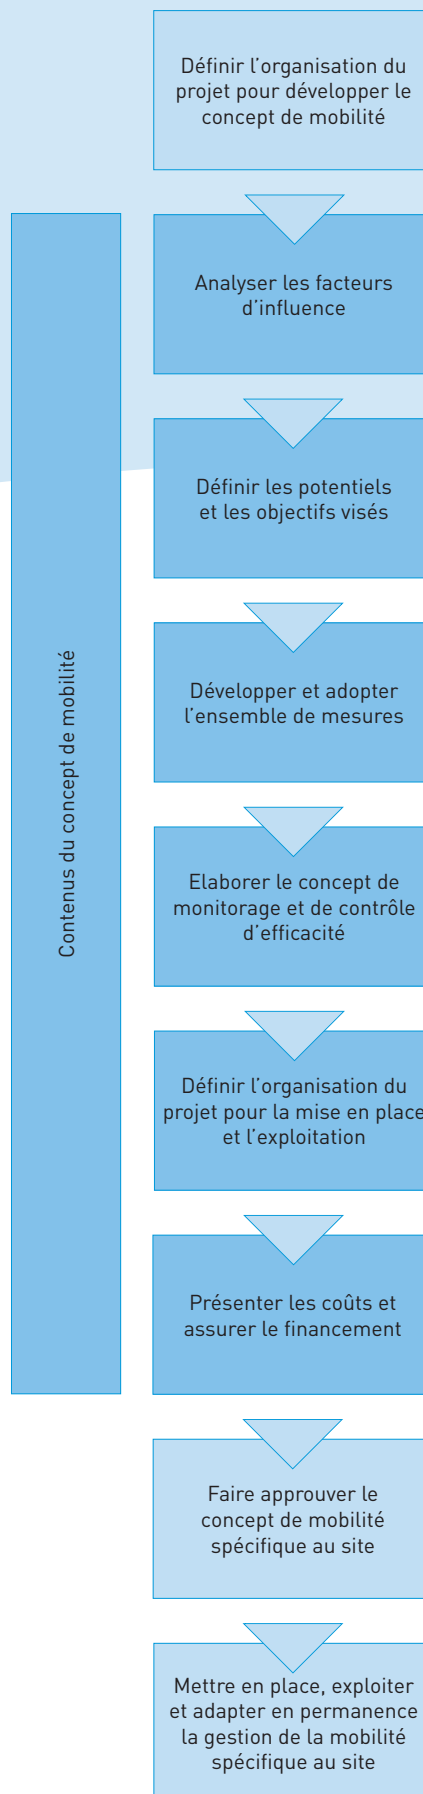 Définir l’organisation du
projet pour développer le
concept de mobilité
Analyser les facteurs
d’influence
Définir les potentiels
et les objectifs visés
Développer et adopter
l’ensemble de mesures
Contenus du concept de mobilité
Elaborer le concept de
monitorage et de contrôle
d’efficacité
Définir l’organisation du
projet pour la mise en place
et l’exploitation
Présenter les coûts et
assurer le financement
Faire approuver le
concept de mobilité
spécifique au site
Mettre en place, exploiter
et adapter en permanence
la gestion de la mobilité
spécifique au site